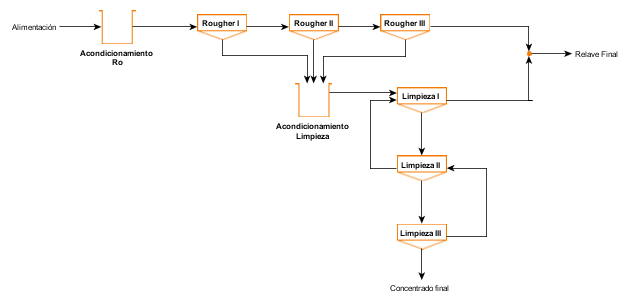 Alimentación
Rougher I
Rougher II
Rougher III
Acondicionamiento
Ro
Relave Final
Limpieza I
Acondicionamiento
Limpieza
Limpieza II
Limpieza III
Concentrado final